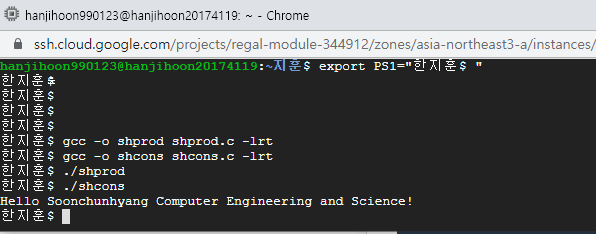 hanjihoon990123@hanjihoon20174119: ~ - Chrome
ssh.cloud.google.com/projects/regal-module-344912/zones/asia-northeast3-a/instances/
hanjihoon990123@hanjihoon20174119:~지훈$ export PS1="한지훈$ "
한지훈$
한지훈$
한지훈$
한지훈$
한지훈$ gcc -o shprod shprod.c -lrt
한지훈$ gcc -o shcons shcons.c -lrt
한지훈$ ./shprod
한지훈$ ./shcons
Hello Soonchunhyang Computer Engineering and Science!
한지훈$